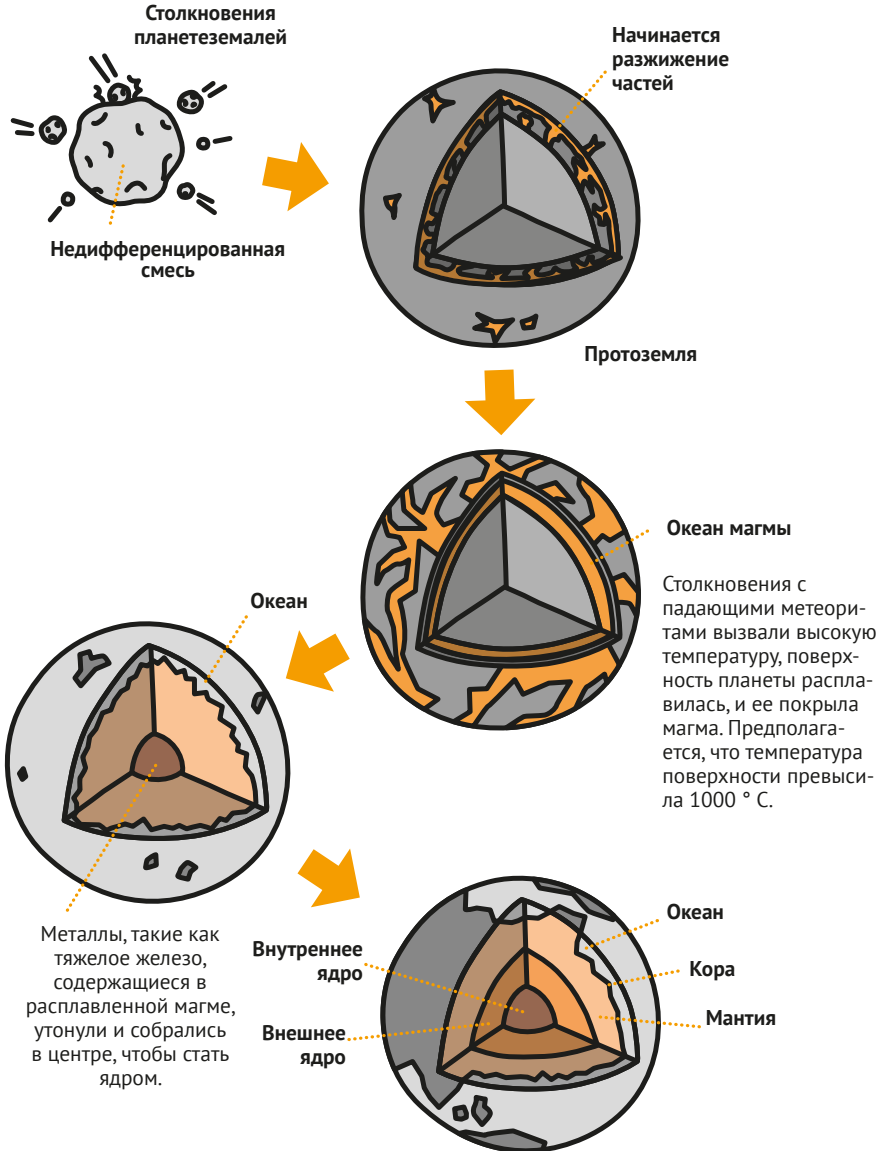 Столкновения
планетеземалей
Начинается
разжижение
частей
Недифференцированная
смесь
Протоземля
Океан магмы
Столкновения с
падающими метеори-
тами вызвали высокую
температуру, поверх-
ность планеты распла-
вилась, и ее покрыла
магма. Предполага-
ется, что температура
поверхности превыси-
ла 1000 ° С.
Океан
Металлы, такие как
тяжелое железо,
содержащиеся в
расплавленной магме,
утонули и собрались
в центре, чтобы стать
ядром.
Внутреннее
ядро
Внешнее
ядро
Океан
Кора
Мантия